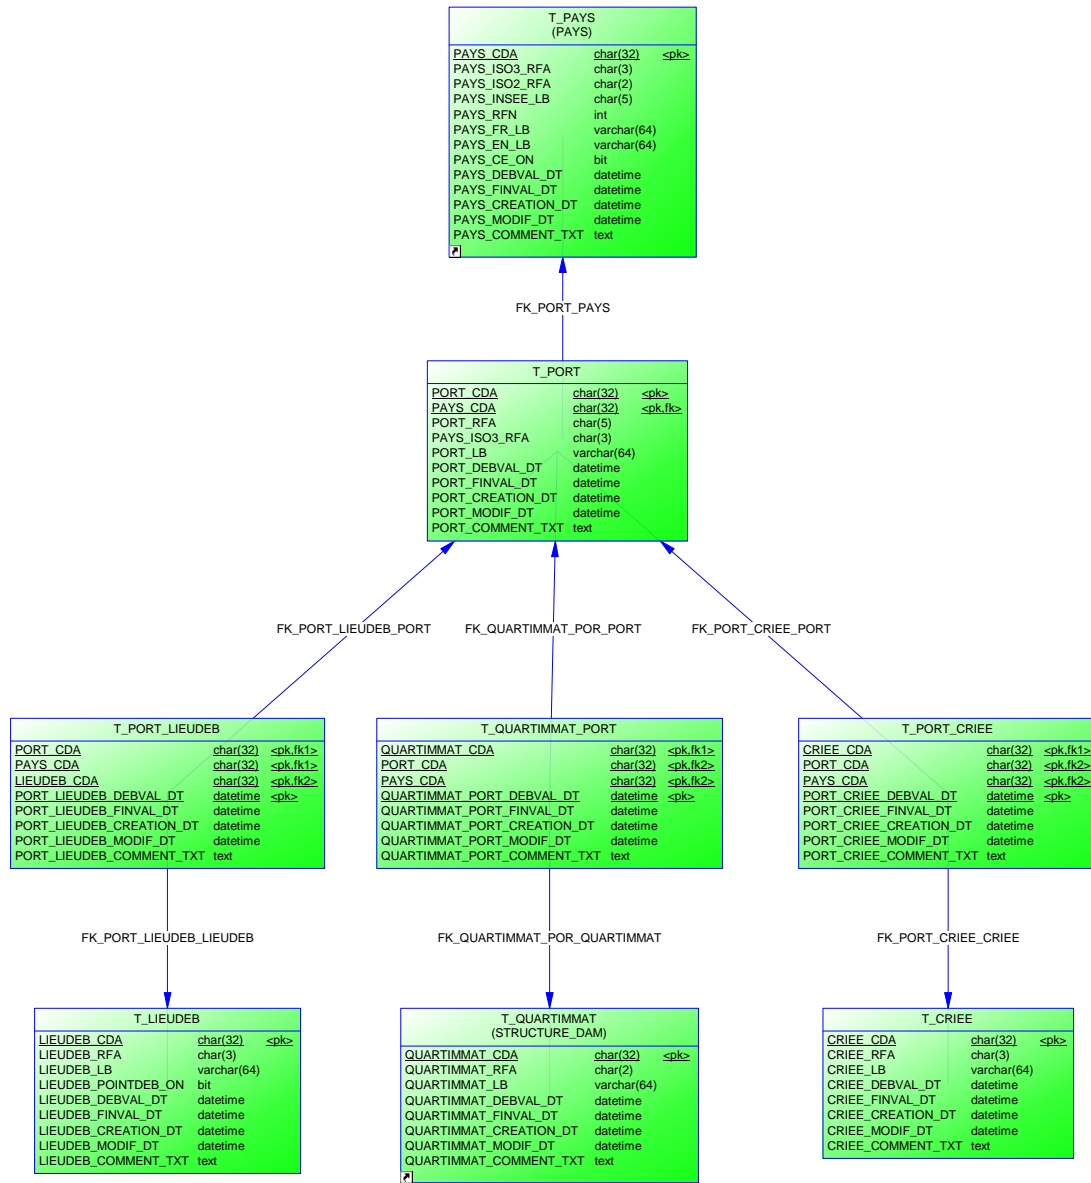 T_PAYS
(PAYS)
PAYS_CDA char(32) <pk>
PAYS_ISO3_RFA char(3)
PAYS_ISO2_RFA char(2)
PAYS_INSEE_LB char(5)
PAYS_RFN int
PAYS_FR_LB varchar(64)
PAYS_EN_LB varchar(64)
PAYS_CE_ON bit
PAYS_DEBVAL_DT datetime
PAYS_FINVAL_DT datetime
PAYS_CREATION_DT datetime
PAYS_MODIF_DT datetime
PAYS_COMMENT_TXT text
FK_PORT_PAYS
T_PORT
PORT_CDA char(32) <pk>
PAYS_CDA char(32) <pk,fk>
PORT_RFA char(5)
PAYS_ISO3_RFA char(3)
PORT_LB varchar(64)
PORT_DEBVAL_DT datetime
PORT_FINVAL_DT datetime
PORT_CREATION_DT datetime
PORT_MODIF_DT datetime
PORT_COMMENT_TXT text
FK_PORT_LIEUDEB_PORT
FK_QUARTIMMAT_POR_PORT
FK_PORT_CRIEE_PORT
T_PORT_LIEUDEB
PORT_CDA char(32) <pk,fk1>
PAYS_CDA char(32) <pk,fk1>
LIEUDEB_CDA char(32) <pk,fk2>
PORT_LIEUDEB_DEBVAL_DT datetime <pk>
PORT_LIEUDEB_FINVAL_DT datetime
PORT_LIEUDEB_CREATION_DT datetime
PORT_LIEUDEB_MODIF_DT datetime
PORT_LIEUDEB_COMMENT_TXT text
T_QUARTIMMAT_PORT
QUARTIMMAT_CDA char(32) <pk,fk1>
PORT_CDA char(32) <pk,fk2>
PAYS_CDA char(32) <pk,fk2>
QUARTIMMAT_PORT_DEBVAL_DT datetime <pk>
QUARTIMMAT_PORT_FINVAL_DT datetime
QUARTIMMAT_PORT_CREATION_DT datetime
QUARTIMMAT_PORT_MODIF_DT datetime
QUARTIMMAT_PORT_COMMENT_TXT text
T_PORT_CRIEE
CRIEE_CDA char(32) <pk,fk1>
PORT_CDA char(32) <pk,fk2>
PAYS_CDA char(32) <pk,fk2>
PORT_CRIEE_DEBVAL_DT datetime <pk>
PORT_CRIEE_FINVAL_DT datetime
PORT_CRIEE_CREATION_DT datetime
PORT_CRIEE_MODIF_DT datetime
PORT_CRIEE_COMMENT_TXT text
FK_PORT_LIEUDEB_LIEUDEB
FK_QUARTIMMAT_POR_QUARTIMMAT
FK_PORT_CRIEE_CRIEE
T_LIEUDEB
LIEUDEB_CDA char(32) <pk>
LIEUDEB_RFA char(3)
LIEUDEB_LB varchar(64)
LIEUDEB_POINTDEB_ON bit
LIEUDEB_DEBVAL_DT datetime
LIEUDEB_FINVAL_DT datetime
LIEUDEB_CREATION_DT datetime
LIEUDEB_MODIF_DT datetime
LIEUDEB_COMMENT_TXT text
T_QUARTIMMAT
(STRUCTURE_DAM)
QUARTIMMAT_CDA char(32) <pk>
QUARTIMMAT_RFA char(2)
QUARTIMMAT_LB varchar(64)
QUARTIMMAT_DEBVAL_DT datetime
QUARTIMMAT_FINVAL_DT datetime
QUARTIMMAT_CREATION_DT datetime
QUARTIMMAT_MODIF_DT datetime
QUARTIMMAT_COMMENT_TXT text
T_CRIEE
CRIEE_CDA char(32) <pk>
CRIEE_RFA char(3)
CRIEE_LB varchar(64)
CRIEE_DEBVAL_DT datetime
CRIEE_FINVAL_DT datetime
CRIEE_CREATION_DT datetime
CRIEE_MODIF_DT datetime
CRIEE_COMMENT_TXT text